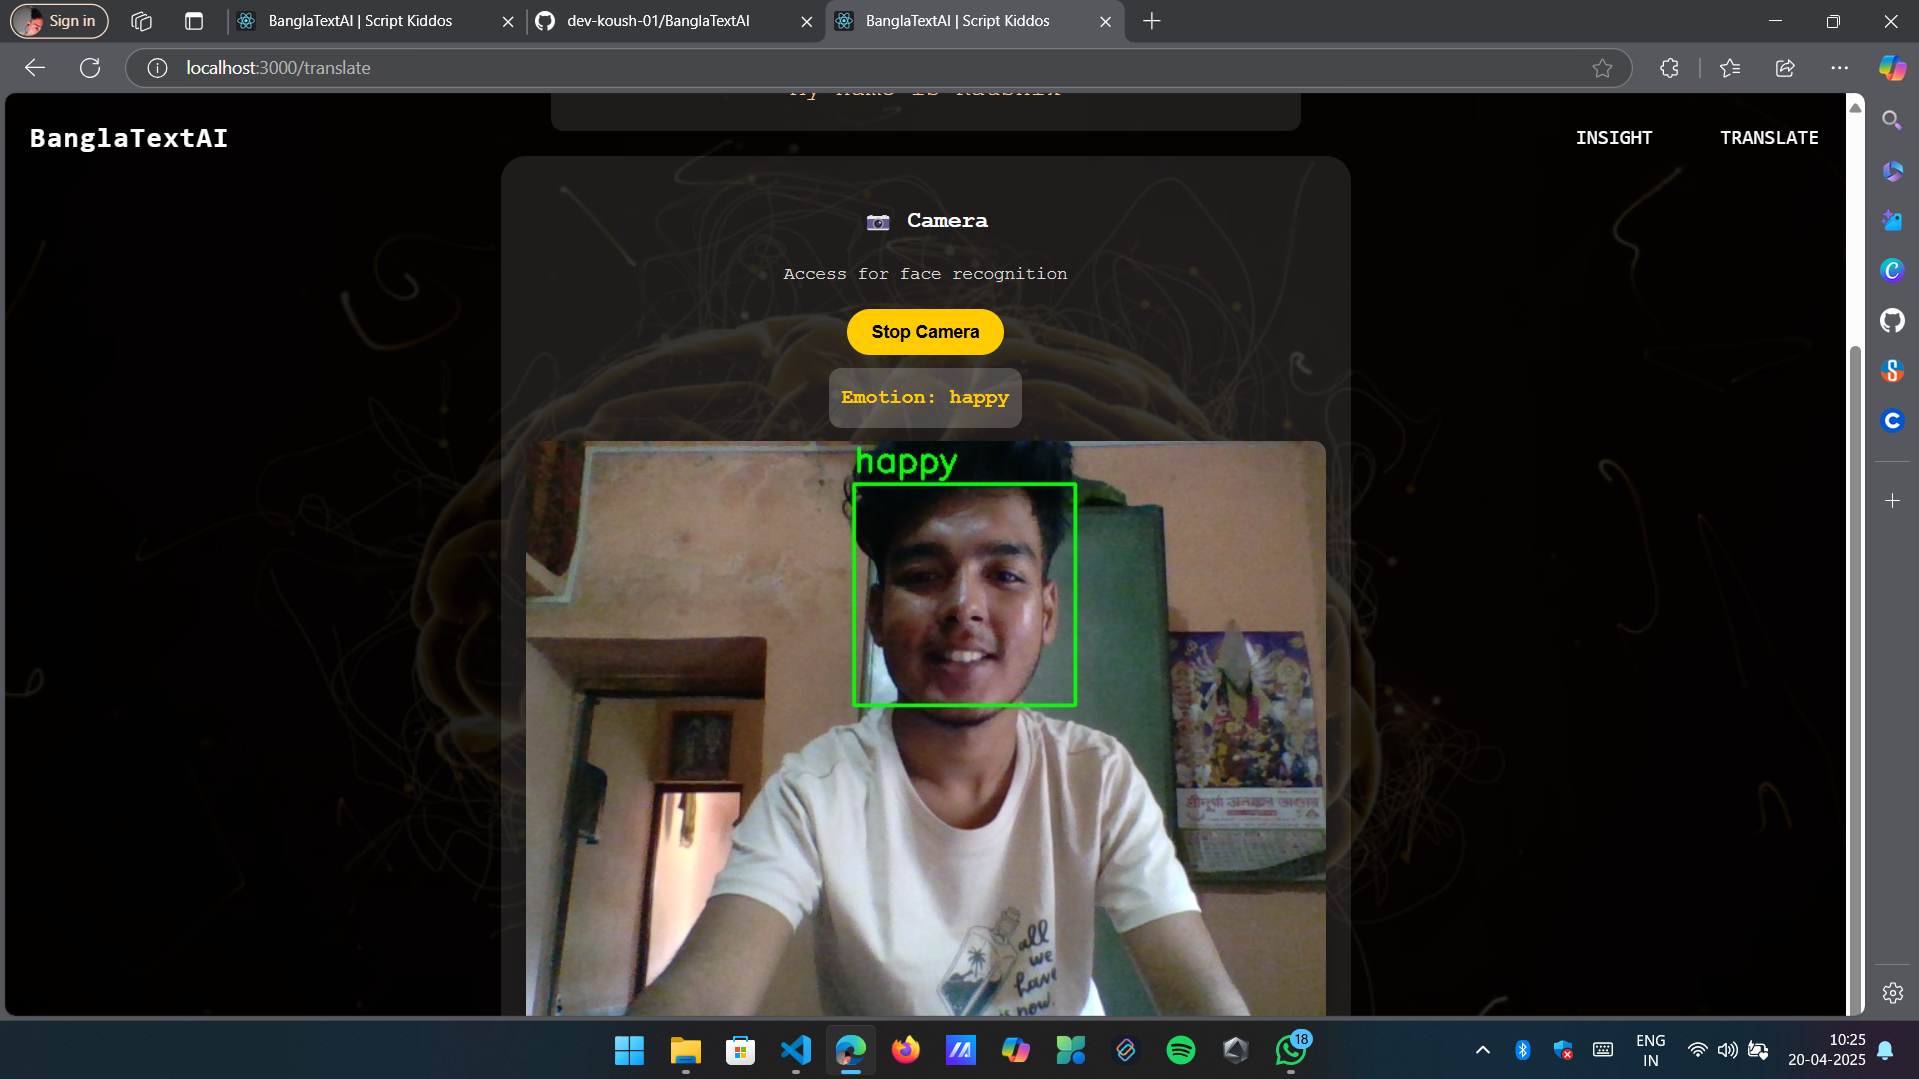 Sign in
BanglaTextAI | Script Kiddos
dev-koush-01/BanglaTextAI
BanglaTextAI | Script Kiddos
localhost:3000/translate
BanglaTextAI
INSIGHT
TRANSLATE
Camera
Access for face recognition
Stop Camera
Emotion: happy
happy
all
we
have
now.
18
ENG
IN
10:25
20-04-2025